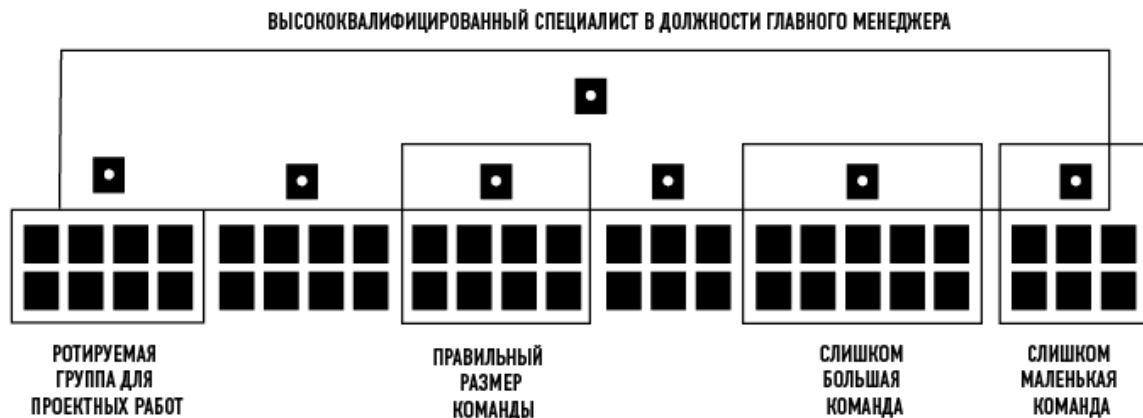 ВЫСОКОКВАЛИФИЦИРОВАННЫЙ СПЕЦИАЛИСТ В ДОЛЖНОСТИ ГЛАВНОГО МЕНЕДЖЕРА
РОТИРУЕМАЯ
ГРУППА ДЛЯ
ПРОЕКТНЫХ РАБОТ
ПРАВИЛЬНЫЙ
РАЗМЕР
КОМАНДЫ
СЛИШКОМ
БОЛЬШАЯ
КОМАНДА
СЛИШКОМ
МАЛЕНЬКАЯ
КОМАНДА